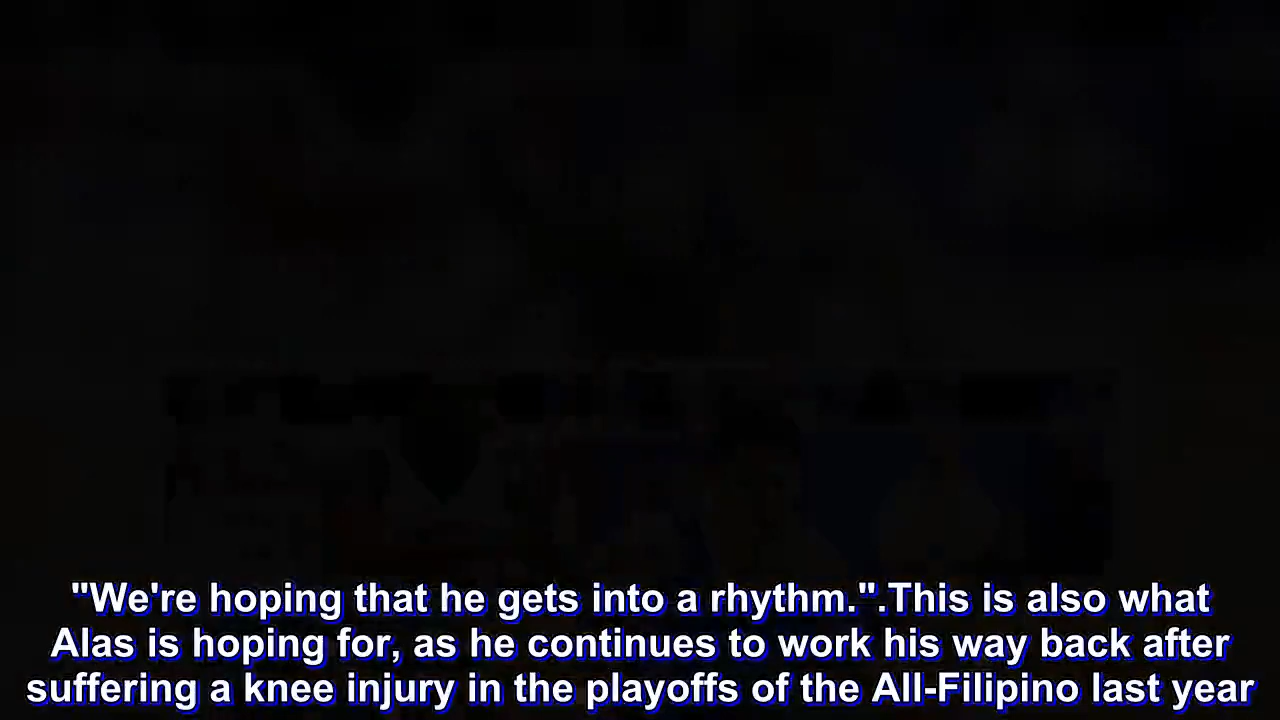 "We're hoping that he gets into a rhythm.".This is also what
Alas is hoping for, as he continues to work his way back after
suffering a knee injury in the playoffs of the All-Filipino last year